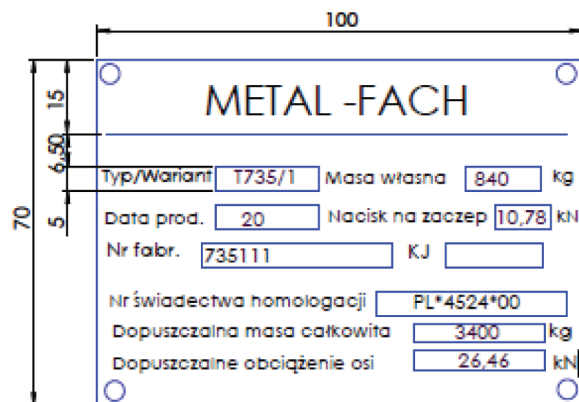 100
METAL -FACH
15
6,50
5
70
Typ/Wariant T735/1 Masa własna 840 kg
Data prod. 20 Nacisk na zaczep 10,78 kN
Nr fabr. 735111 KJ
Nr świadectwa homologacji PL*4524*00
Dopuszczalna masa całkowita 3400 kg
Dopuszczalne obciążenie osi 26,46 kN